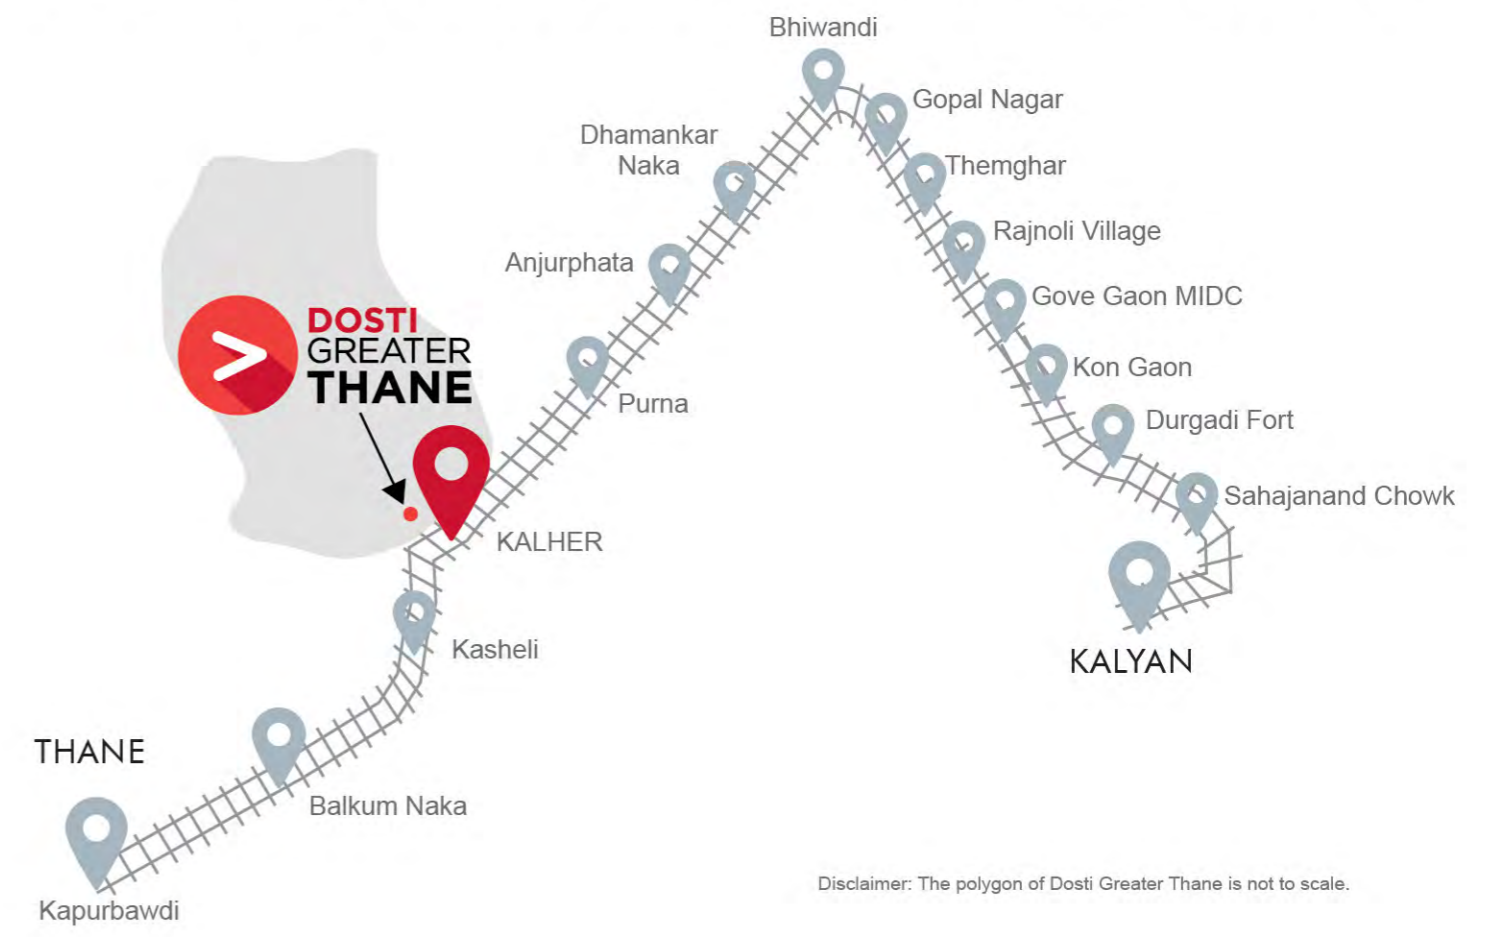 Bhiwandi
Gopal Nagar
Dhamankar
Naka
Themghar
Rajnoli Village
Anjurphata
Gove Gaon MIDC
DOSTI
GREATER
THANE
Kon Gaon
Purna
Durgadi Fort
Sahajanand Chowk
KALHER
Kasheli
KALYAN
THANE
Balkum Naka
Disclaimer: The polygon of Dosti Greater Thane is not to scale.
Kapurbawdi